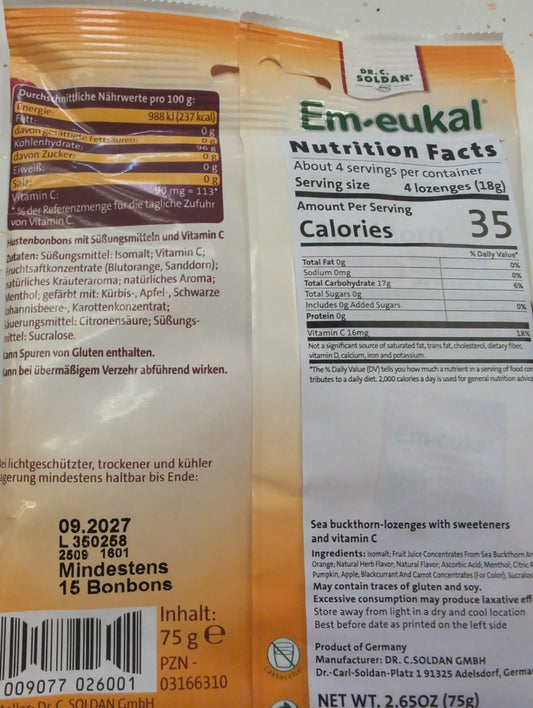 Durchschnittliche Nährwerte pro 100 g:
Energie: 988 kJ (237 kcal)
Fett: 0 g
davon gesättigte Fettsäuren: 0 g
Kohlenhydrate: 96 g
davon Zucker: 0 g
Eiweiß: 0 g
Salz: 0 g
Vitamin C: 90 mg = 113*
* % der Referenzmenge für die tägliche Zufuhr
von Vitamin C.
Hustenbonbons mit Süßungsmitteln und Vitamin C
Zutaten: Süßungsmittel: Isomalt; Vitamin C;
Fruchtsaftkonzentrate (Blutorange, Sanddorn);
natürliches Kräuteraroma; natürliches Aroma;
Menthol; gefärbt mit: Kürbis-, Apfel-, Schwarze
Johannisbeere-, Karottenkonzentrat;
Säuerungsmittel: Citronensäure; Süßungs-
mittel: Sucralose.
Kann Spuren von Gluten enthalten.
Kann bei übermäßigem Verzehr abführend wirken.
Bei lichtgeschützter, trockener und kühler
Lagerung mindestens haltbar bis Ende:
09.2027
L 350258
2509 1601
Mindestens
15 Bonbons
Inhalt:
75 g e
PZN -
03166310
009077 026001
Dr. C. SOLDAN GmbH
DR. C.
SOLDAN
Em-eukal
Nutrition Facts
About 4 servings per container
Serving size 4 lozenges (18g)
Amount Per Serving
Calories 35
% Daily Value*
Total Fat 0g 0%
Sodium 0mg 0%
Total Carbohydrate 17g 6%
Total Sugars 0g
Includes 0g Added Sugars 0%
Protein 0g
Vitamin C 16mg 18%
Not a significant source of saturated fat, trans fat, cholesterol, dietary fiber,
vitamin D, calcium, iron and potassium.
*The % Daily Value (DV) tells you how much a nutrient in a serving of food con
tributes to a daily diet. 2,000 calories a day is used for general nutrition advice
Sea buckthorn-lozenges with sweeteners
and vitamin C
Ingredients: Isomalt; Fruit Juice Concentrates From Sea Buckthorn An
Orange; Natural Herb Flavor; Natural Flavor; Ascorbic Acid; Menthol; Citric A
Pumpkin, Apple, Blackcurrant And Carrot Concentrates (For Color); Sucralos
May contain traces of gluten and soy.
Excessive consumption may produce laxative eff
Store away from light in a dry and cool location
Best before date as printed on the left side
Product of Germany
Manufacturer: DR. C.SOLDAN GMBH
Dr.-Carl-Soldan-Platz 1 91325 Adelsdorf, Germa
NET WT. 2.65OZ (75g)